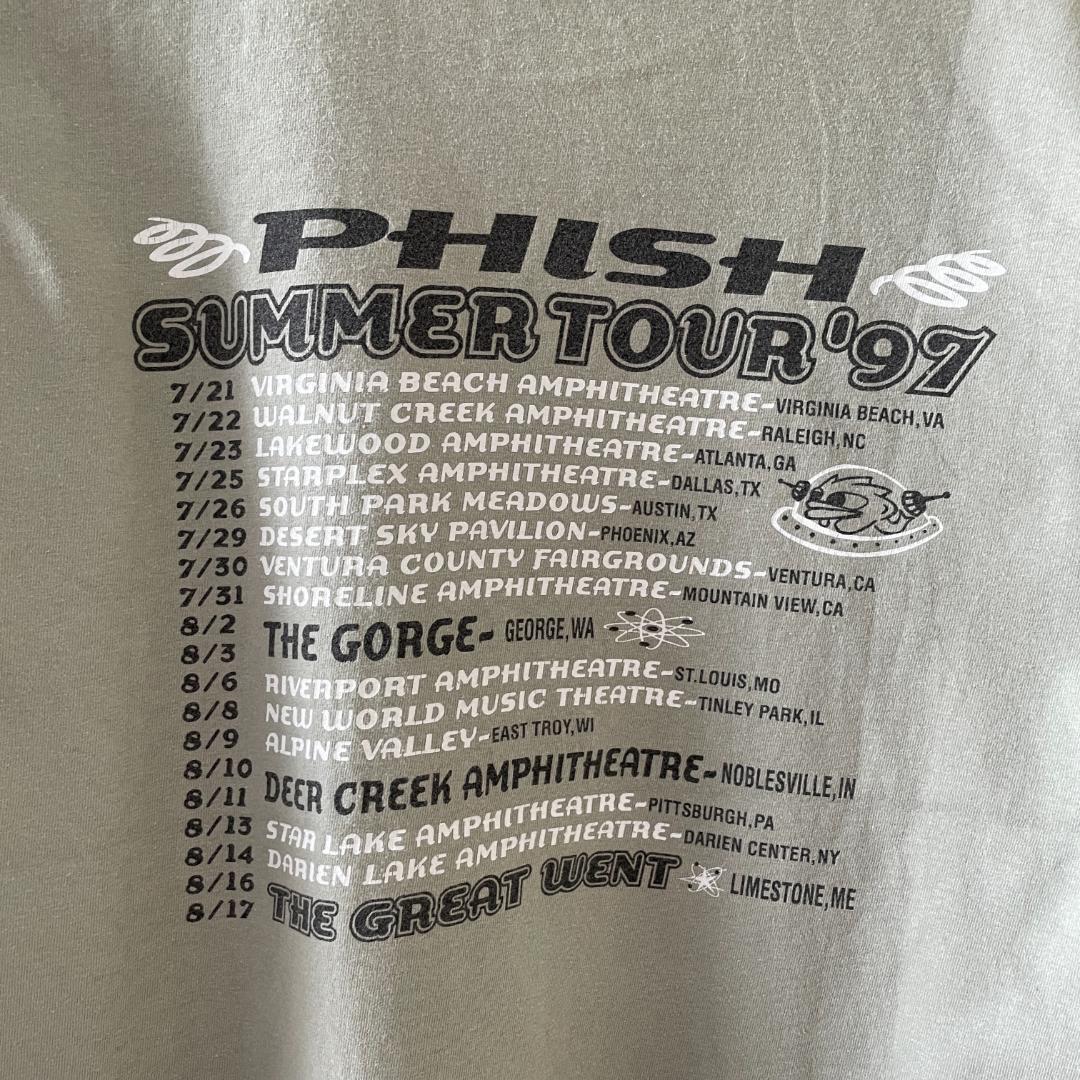 PHISH
SUMMER TOUR '97
7/21 VIRGINIA BEACH AMPHITHEATRE-VIRGINIA BEACH,VA
7/22 WALNUT CREEK AMPHITHEATRE-RALEIGH,NC
7/23 LAKEWOOD AMPHITHEATRE-ATLANTA,GA
7/25 STARPLEX AMPHITHEATRE-DALLAS,TX
7/26 SOUTH PARK MEADOWS-AUSTIN,TX
7/29 DESERT SKY PAVILION-PHOENIX,AZ
7/30 VENTURA COUNTY FAIRGROUNDS-VENTURA,CA
7/31 SHORELINE AMPHITHEATRE-MOUNTAIN VIEW,CA
8/2
8/3 THE GORGE- GEORGE,WA
8/6 RIVERPORT AMPHITHEATRE-ST.LOUIS,MO
8/8 NEW WORLD MUSIC THEATRE-TINLEY PARK,IL
8/9 ALPINE VALLEY-EAST TROY,WI
8/10
8/11 DEER CREEK AMPHITHEATRE-NOBLESVILLE,IN
8/13 STAR LAKE AMPHITHEATRE-PITTSBURGH,PA
8/14 DARIEN LAKE AMPHITHEATRE-DARIEN CENTER,NY
8/16
8/17 THE GREAT WENT LIMESTONE,ME